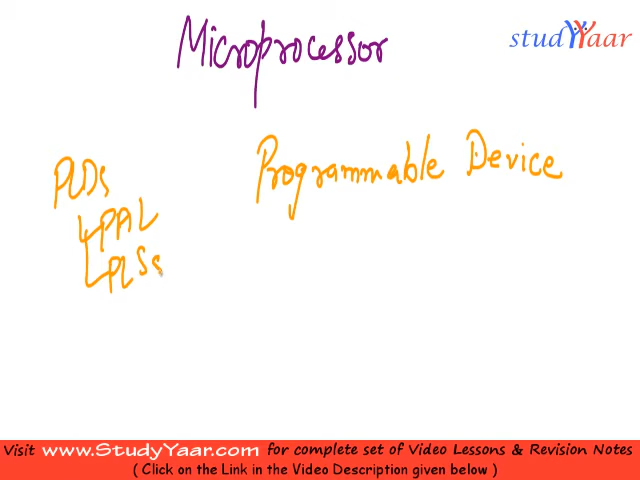 Microprocessor
studYYaar
Programmable Device
PLDs
PAL
PLSs
Visit www.StudyYaar.com for complete set of Video Lessons & Revision Notes
( Click on the Link in the Video Description given below )